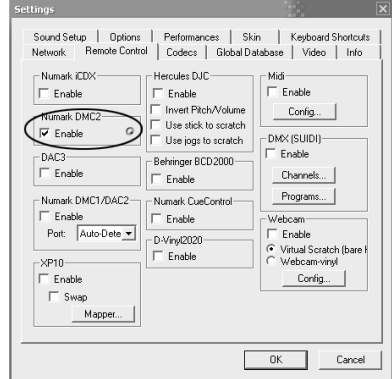 Settings
Sound Setup
Options
Performances
Skin
Keyboard Shortcuts
Network
Remote Control
Codecs
Global Database
Video
Info
Numark iCDX
Enable
Numark DMC2
Enable
DAC3
Enable
Numark DMC1/DAC2
Enable
Port: Auto-Dete
XP10
Enable
Swap
Mapper...
Hercules DJC
Enable
Invert Pitch/Volume
Use stick to scratch
Use jogs to scratch
Behringer BCD2000
Enable
Numark CueControl
Enable
D-Vinyl2020
Enable
Midi
Enable
Config...
DMX (SUIDI)
Enable
Channels...
Programs...
Webcam
Enable
Virtual Scratch (bare H
Webcam-vinyl
Config...
OK
Cancel